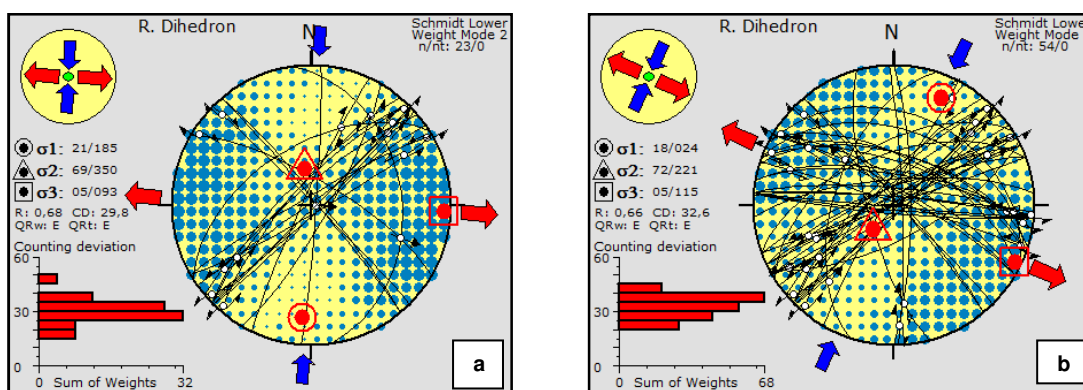 R. Dihedron
N
Schmidt Lower
Weight Mode 2
n/nt: 23/0
σ1: 21/185
σ2: 69/350
σ3: 05/093
R: 0,68 CD: 29,8
QRw: E QRt: E
Counting deviation
60
30
0
0 Sum of Weights 32
a
R. Dihedron
N
Schmidt Lower
Weight Mode
n/nt: 54/0
σ1: 18/024
σ2: 72/221
σ3: 05/115
R: 0,66 CD: 32,6
QRw: E QRt: E
Counting deviation
60
30
0
0 Sum of Weights 68
b